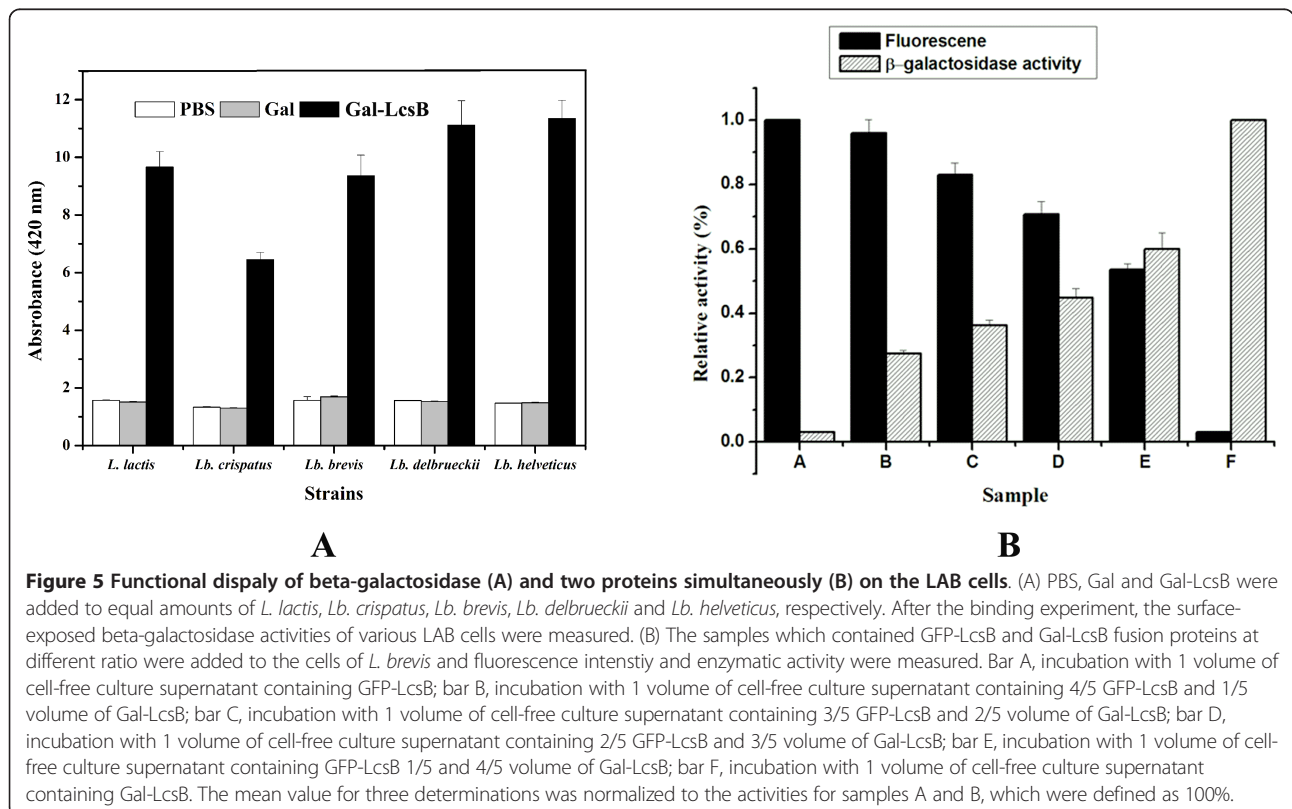 Fluorescene
β–galactosidase activity
12
10
8
6
4
2
0
Absrobance (420 nm)
PBS Gal Gal-LcsB
L. lactis Lb. crispatus Lb. brevis Lb. delbrueckii Lb. helveticus
Strains
A
1.0
0.8
0.6
0.4
0.2
0.0
Relative activity (%)
A B C D E F
Sample
B
Figure 5 Functional dispaly of beta-galactosidase (A) and two proteins simultaneously (B) on the LAB cells. (A) PBS, Gal and Gal-LcsB were
added to equal amounts of L. lactis, Lb. crispatus, Lb. brevis, Lb. delbrueckii and Lb. helveticus, respectively. After the binding experiment, the surface-
exposed beta-galactosidase activities of various LAB cells were measured. (B) The samples which contained GFP-LcsB and Gal-LcsB fusion proteins at
different ratio were added to the cells of L. brevis and fluorescence intenstiy and enzymatic activity were measured. Bar A, incubation with 1 volume of
cell-free culture supernatant containing GFP-LcsB; bar B, incubation with 1 volume of cell-free culture supernatant containing 4/5 GFP-LcsB and 1/5
volume of Gal-LcsB; bar C, incubation with 1 volume of cell-free culture supernatant containing 3/5 GFP-LcsB and 2/5 volume of Gal-LcsB; bar D,
incubation with 1 volume of cell-free culture supernatant containing 2/5 GFP-LcsB and 3/5 volume of Gal-LcsB; bar E, incubation with 1 volume of cell-
free culture supernatant containing GFP-LcsB 1/5 and 4/5 volume of Gal-LcsB; bar F, incubation with 1 volume of cell-free culture supernatant
containing Gal-LcsB. The mean value for three determinations was normalized to the activities for samples A and B, which were defined as 100%.